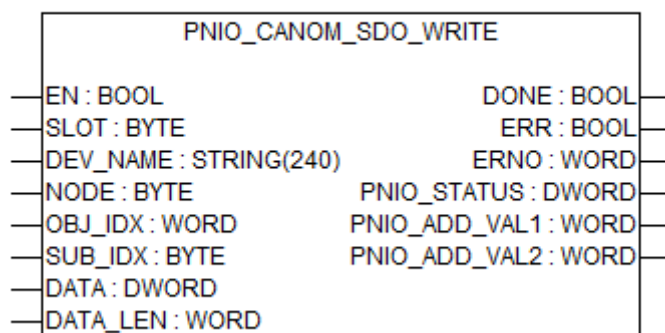 PNIO_CANOM_SDO_WRITE
EN : BOOL DONE : BOOL
SLOT : BYTE ERR : BOOL
DEV_NAME : STRING(240) ERNO : WORD
NODE : BYTE PNIO_STATUS : DWORD
OBJ_IDX : WORD PNIO_ADD_VAL1 : WORD
SUB_IDX : BYTE PNIO_ADD_VAL2 : WORD
DATA : DWORD
DATA_LEN : WORD